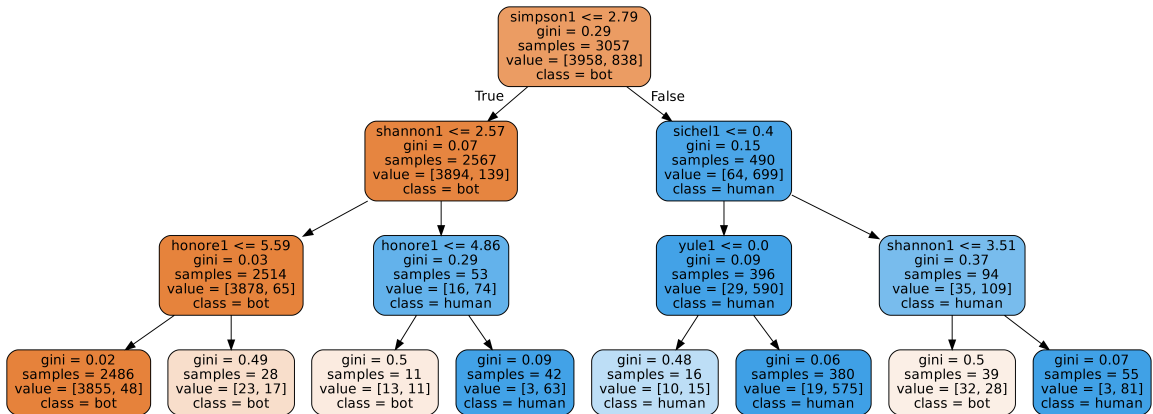 simpson1 <= 2.79
gini = 0.29
samples = 3057
value = [3958, 838]
class = bot
True
False
shannon1 <= 2.57
gini = 0.07
samples = 2567
value = [3894, 139]
class = bot
sichel1 <= 0.4
gini = 0.15
samples = 490
value = [64, 699]
class = human
honore1 <= 5.59
gini = 0.03
samples = 2514
value = [3878, 65]
class = bot
honore1 <= 4.86
gini = 0.29
samples = 53
value = [16, 74]
class = human
yule1 <= 0.0
gini = 0.09
samples = 396
value = [29, 590]
class = human
shannon1 <= 3.51
gini = 0.37
samples = 94
value = [35, 109]
class = human
gini = 0.02
samples = 2486
value = [3855, 48]
class = bot
gini = 0.49
samples = 28
value = [23, 17]
class = bot
gini = 0.5
samples = 11
value = [13, 11]
class = bot
gini = 0.09
samples = 42
value = [3, 63]
class = human
gini = 0.48
samples = 16
value = [10, 15]
class = human
gini = 0.06
samples = 380
value = [19, 575]
class = human
gini = 0.5
samples = 39
value = [32, 28]
class = bot
gini = 0.07
samples = 55
value = [3, 81]
class = human